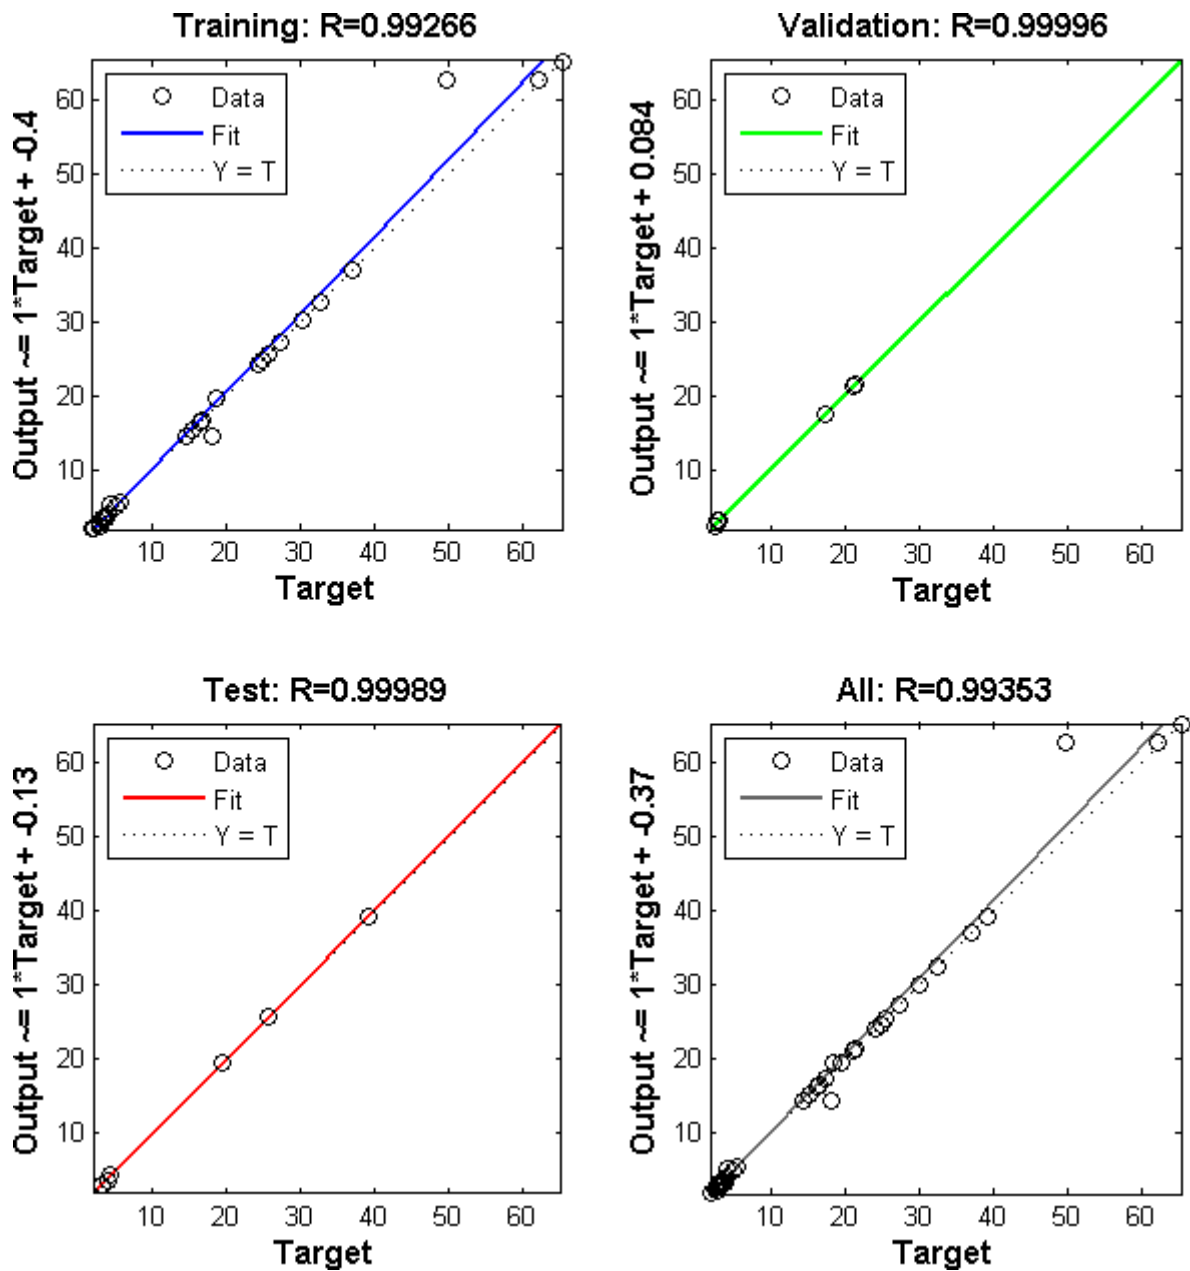 Training: R=0.99266
Output ~= 1*Target + -0.4
Data
Fit
Y = T
60
50
40
30
20
10
10 20 30 40 50 60
Target
Validation: R=0.99996
Output ~= 1*Target + 0.084
Data
Fit
Y = T
60
50
40
30
20
10
10 20 30 40 50 60
Target
Test: R=0.99989
Output ~= 1*Target + -0.13
Data
Fit
Y = T
60
50
40
30
20
10
10 20 30 40 50 60
Target
All: R=0.99353
Output ~= 1*Target + -0.37
Data
Fit
Y = T
60
50
40
30
20
10
10 20 30 40 50 60
Target